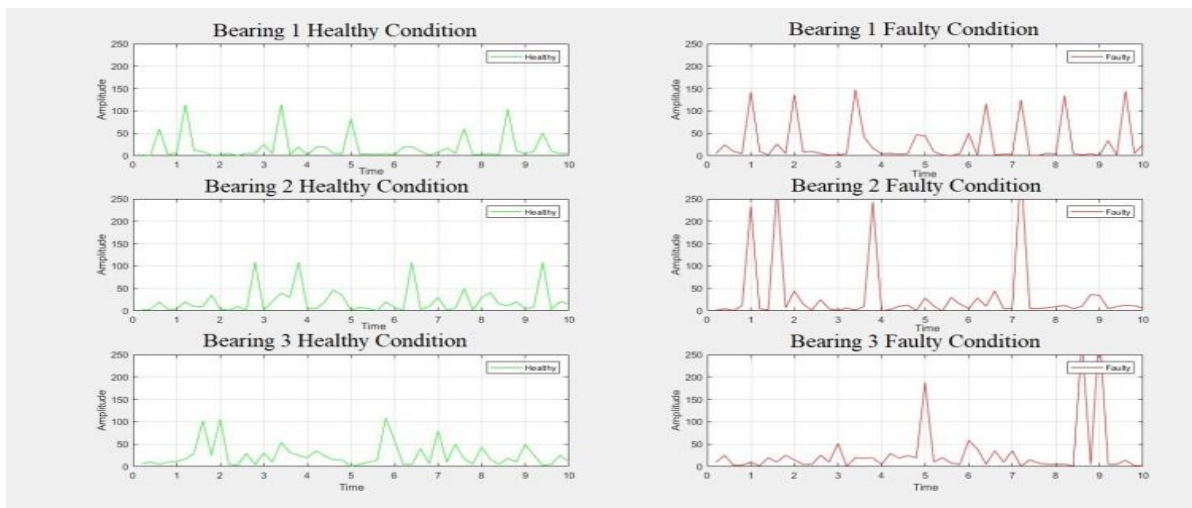 Bearing 1 Healthy Condition
250
200
150
100
50
0
Amplitude
Healthy
0 1 2 3 4 5 6 7 8 9 10
Time
Bearing 1 Faulty Condition
250
200
150
100
50
0
Amplitude
Faulty
0 1 2 3 4 5 6 7 8 9 10
Time
Bearing 2 Healthy Condition
250
200
150
100
50
0
Amplitude
Healthy
0 1 2 3 4 5 6 7 8 9 10
Time
Bearing 2 Faulty Condition
250
200
150
100
50
0
Amplitude
Faulty
0 1 2 3 4 5 6 7 8 9 10
Time
Bearing 3 Healthy Condition
250
200
150
100
50
0
Amplitude
Healthy
0 1 2 3 4 5 6 7 8 9 10
Time
Bearing 3 Faulty Condition
250
200
150
100
50
0
Amplitude
Faulty
0 1 2 3 4 5 6 7 8 9 10
Time